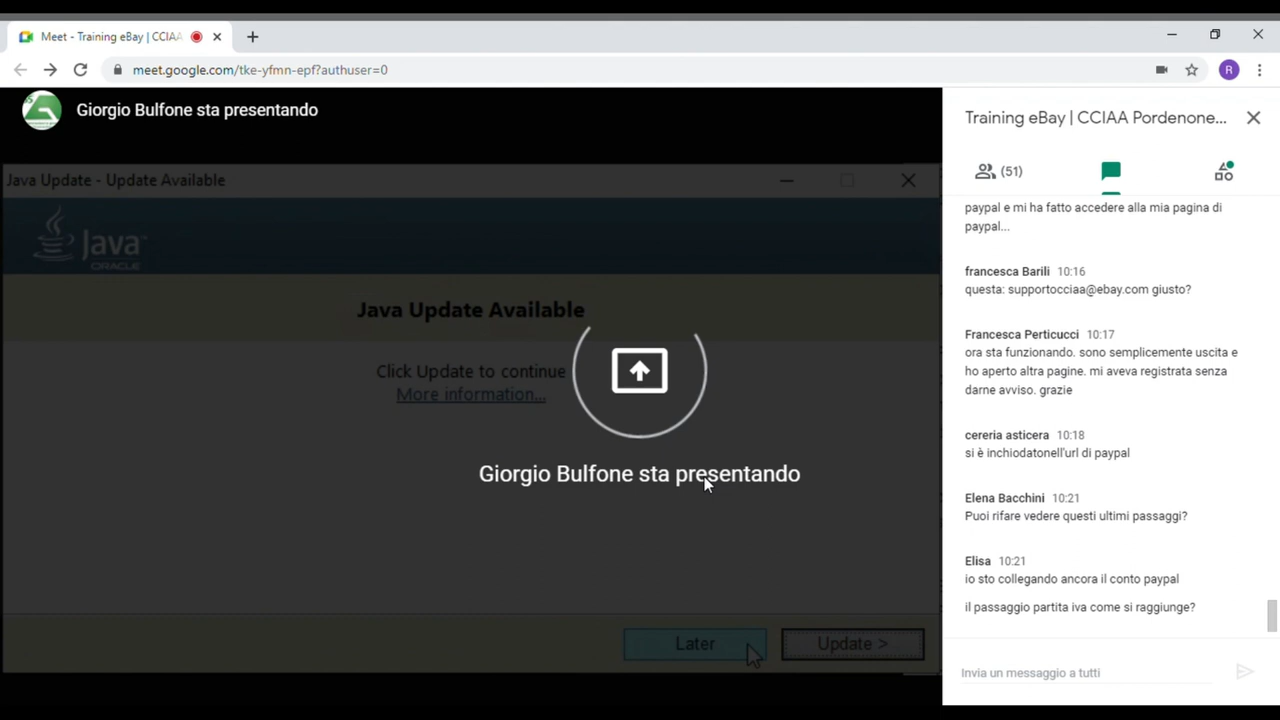 Meet - Training eBay | CCIAA
meet.google.com/tke-yfmn-epf?authuser=0
R
Giorgio Bulfone sta presentando
Java Update - Update Available
Java
ORACLE
Java Update Available
Click Update to continue
More information...
Giorgio Bulfone sta presentando
Later
Update >
Training eBay | CCIAA Pordenone...
(51)
paypal e mi ha fatto accedere alla mia pagina di
paypal...
francesca Barili 10:16
questa: supportocciaa@ebay.com giusto?
Francesca Perticucci 10:17
ora sta funzionando. sono semplicemente uscita e
ho aperto altra pagine. mi aveva registrata senza
darne avviso. grazie
cereria asticera 10:18
si è inchiodatonell'url di paypal
Elena Bacchini 10:21
Puoi rifare vedere questi ultimi passaggi?
Elisa 10:21
io sto collegando ancora il conto paypal
il passaggio partita iva come si raggiunge?
Invia un messaggio a tutti